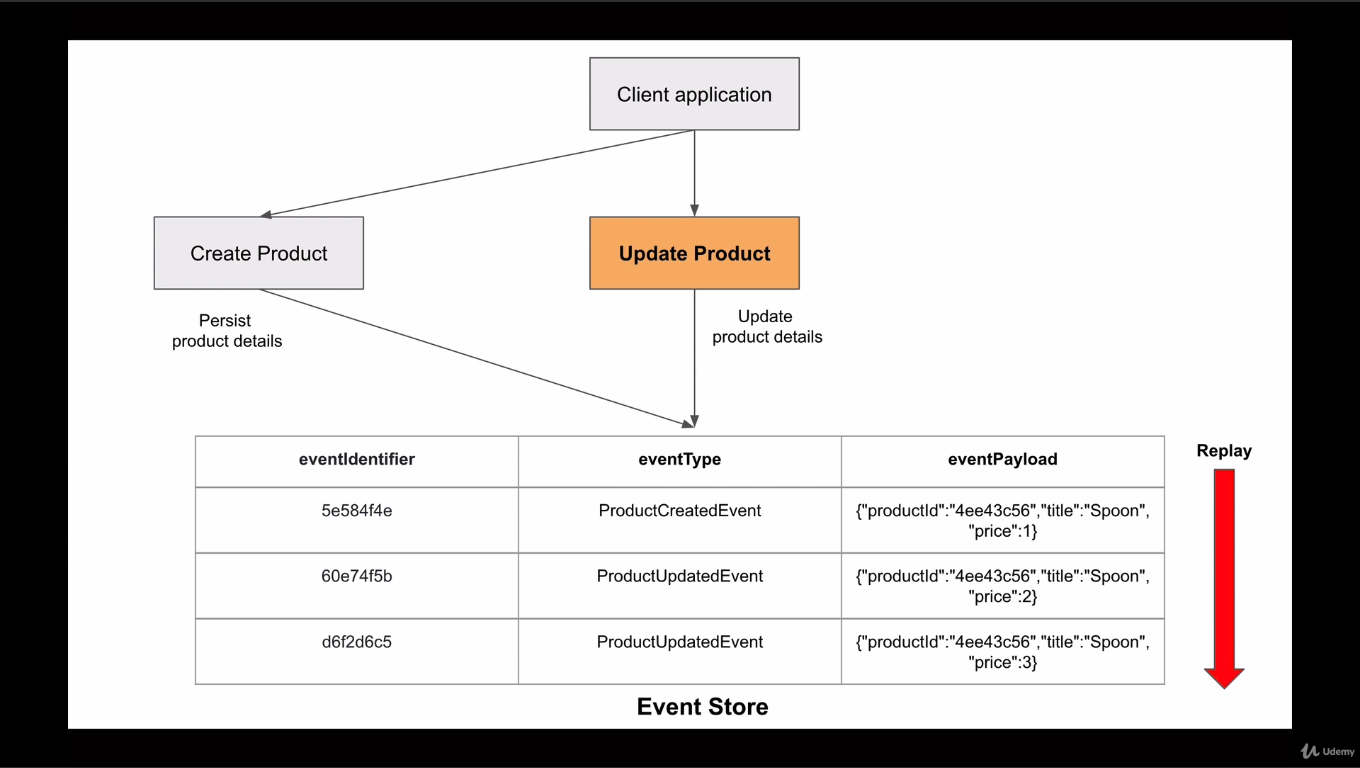 Client application
Create Product
Update Product
Persist
product details
Update
product details
eventIdentifier eventType eventPayload
Replay
5e584f4e ProductCreatedEvent {"productId":"4ee43c56","title":"Spoon",
"price":1}
60e74f5b ProductUpdatedEvent {"productId":"4ee43c56","title":"Spoon",
"price":2}
d6f2d6c5 ProductUpdatedEvent {"productId":"4ee43c56","title":"Spoon",
"price":3}
Event Store
Udemy